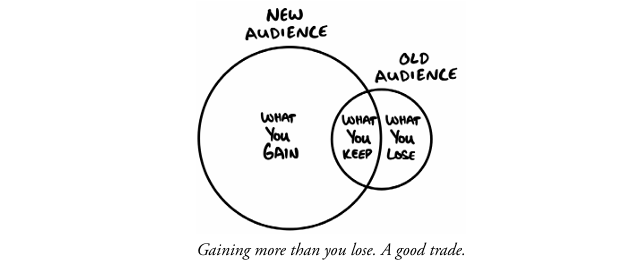 NEW
AUDIENCE
OLD
AUDIENCE
WHAT
YOU
GAIN
WHAT
YOU
KEEP
WHAT
YOU
LOSE
Gaining more than you lose. A good trade.